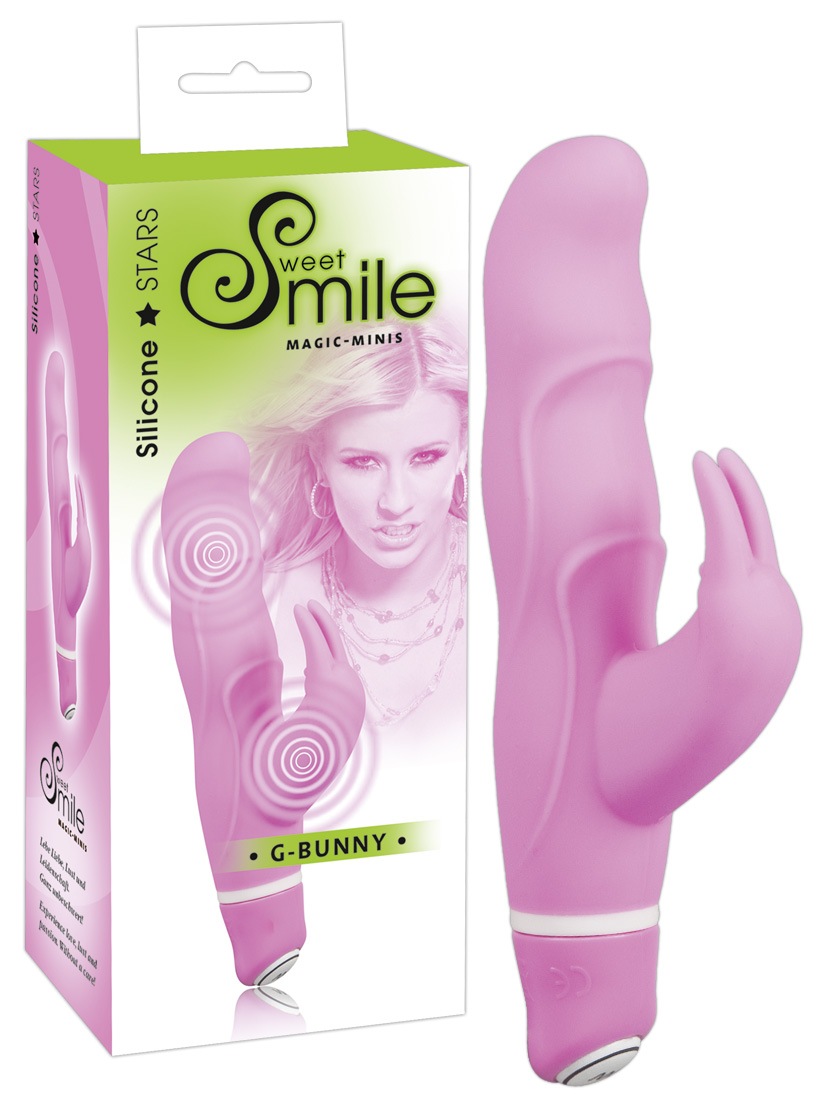 Silicone ★ STARS
Sweet
Smile
MAGIC-MINIS
• G-BUNNY •
Silicone ★ STARS
Sweet
Smile
MAGIC-MINIS
Lebe Liebe, Lust und
Leidenschaft.
Ganz unbeschwert!
Experience love, lust and
passion. Without a care!
CE